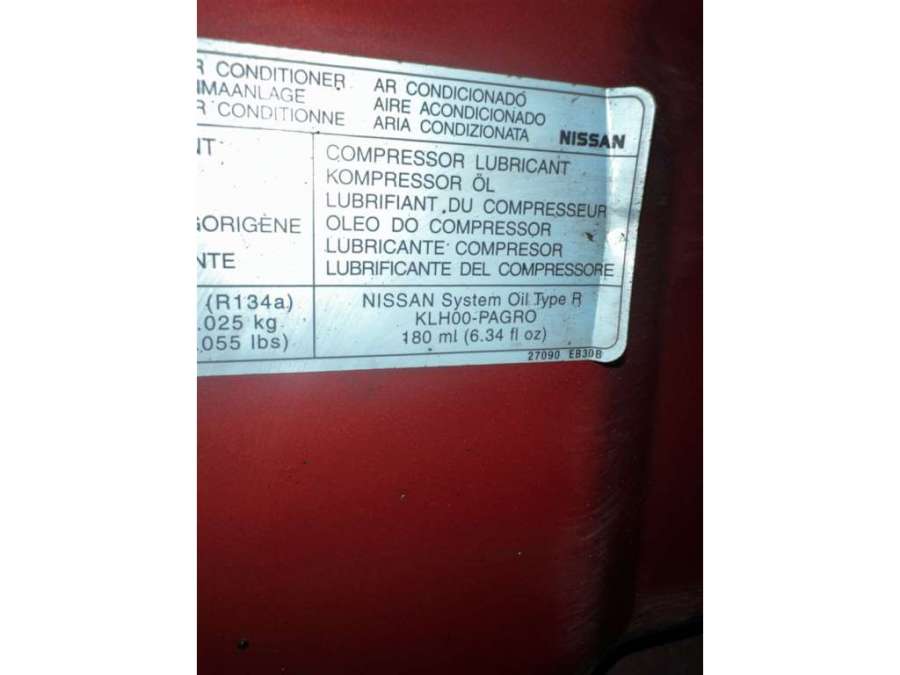 R CONDITIONER AR CONDICIONADO
IMAANLAGE AIRE ACONDICIONADO
R CONDITIONNE ARIA CONDIZIONATA NISSAN
NT
GORIGÈNE
NTE
COMPRESSOR LUBRICANT
KOMPRESSOR ÖL
LUBRIFIANT DU COMPRESSEUR
OLEO DO COMPRESSOR
LUBRICANTE COMPRESOR
LUBRIFICANTE DEL COMPRESSORE
(R134a)
.025 kg
.055 lbs)
NISSAN System Oil Type R
KLH00-PAGRO
180 ml (6.34 fl oz)
27090 EB30B